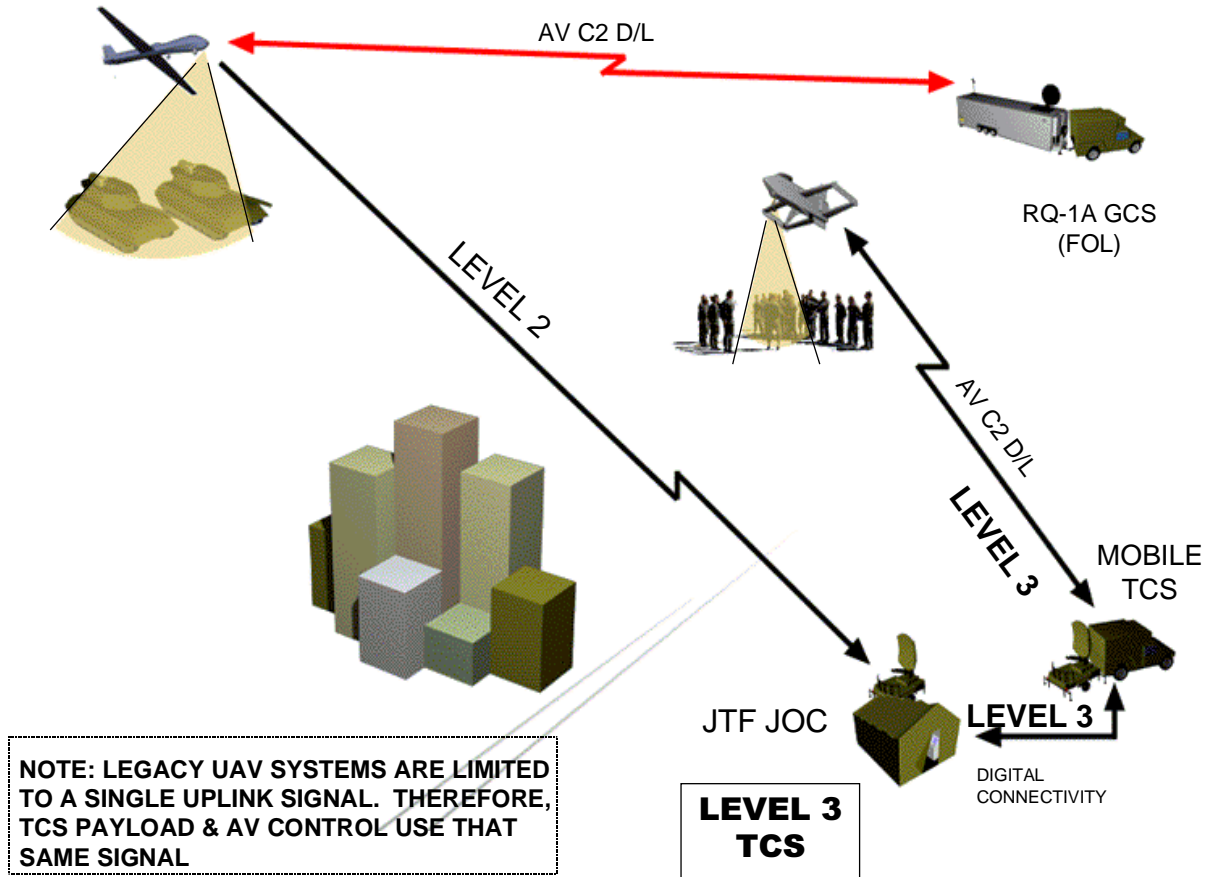 AV C2 D/L
RQ-1A GCS
(FOL)
LEVEL 2
AV C2 D/L
LEVEL 3
MOBILE
TCS
JTF JOC
LEVEL 3
DIGITAL
CONNECTIVITY
NOTE: LEGACY UAV SYSTEMS ARE LIMITED
TO A SINGLE UPLINK SIGNAL. THEREFORE,
TCS PAYLOAD & AV CONTROL USE THAT
SAME SIGNAL
LEVEL 3
TCS